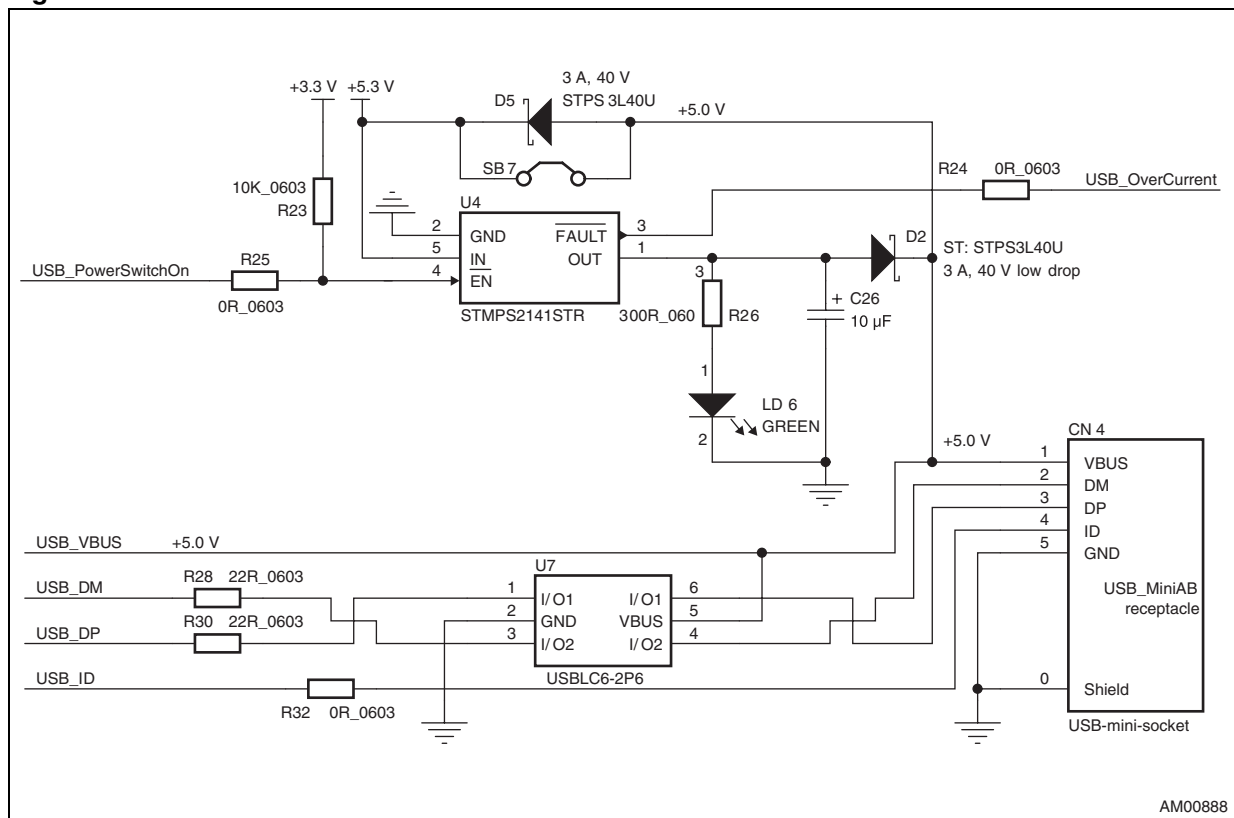 3 A, 40 V
+3.3 V +5.3 V
D5 STPS 3L40U
+5.0 V
SB 7
R24 0R_0603
USB_OverCurrent
10K_0603
R23
U4
2 GND
FAULT 3
5 IN
OUT 1
4 EN
D2
ST: STPS3L40U
3 A, 40 V low drop
R25
USB_PowerSwitchOn
0R_0603
STMPS2141STR
3
300R_060 R26
+ C26
10 µF
1
LD 6
GREEN
2
CN 4
+5.0 V
1 VBUS
2 DM
3 DP
4 ID
5 GND
USB_MiniAB
receptacle
0 Shield
USB-mini-socket
USB_VBUS +5.0 V
U7
R28 22R_0603
USB_DM
1 I/O1 I/O1 6
R30 22R_0603
2 GND VBUS 5
USB_DP
3 I/O2 I/O2 4
USBLC6-2P6
USB_ID
R32 0R_0603
AM00888